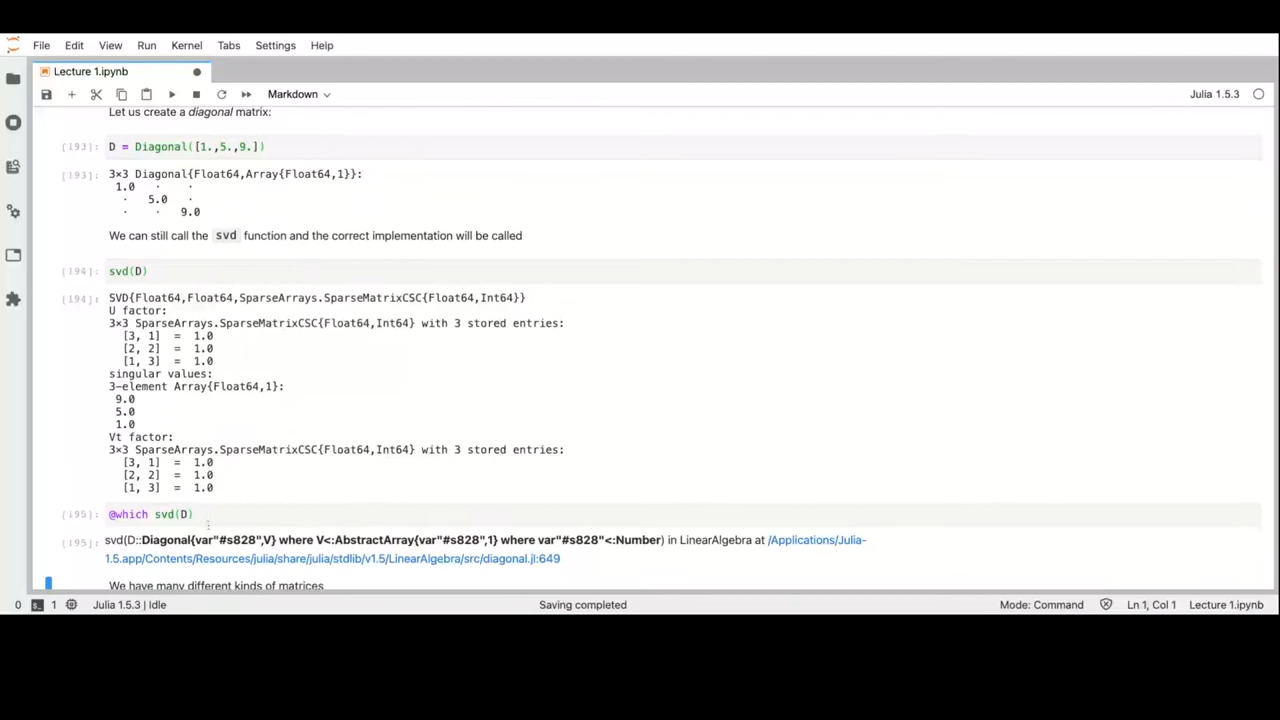 File Edit View Run Kernel Tabs Settings Help
Lecture 1.ipynb
Markdown
Julia 1.5.3
Let us create a diagonal matrix:
[193]: D = Diagonal([1.,5.,9.])
[193]: 3×3 Diagonal{Float64,Array{Float64,1}}:
1.0 ⋅ ⋅
⋅ 5.0 ⋅
⋅ ⋅ 9.0
We can still call the svd function and the correct implementation will be called
[194]: svd(D)
[194]: SVD{Float64,Float64,SparseArrays.SparseMatrixCSC{Float64,Int64}}
U factor:
3×3 SparseArrays.SparseMatrixCSC{Float64,Int64} with 3 stored entries:
[3, 1] = 1.0
[2, 2] = 1.0
[1, 3] = 1.0
singular values:
3-element Array{Float64,1}:
9.0
5.0
1.0
Vt factor:
3×3 SparseArrays.SparseMatrixCSC{Float64,Int64} with 3 stored entries:
[3, 1] = 1.0
[2, 2] = 1.0
[1, 3] = 1.0
[195]: @which svd(D)
[195]: svd(D::Diagonal{var"#s828",V} where V<:AbstractArray{var"#s828",1} where var"#s828"<:Number) in LinearAlgebra at /Applications/Julia-
1.5.app/Contents/Resources/julia/share/julia/stdlib/v1.5/LinearAlgebra/src/diagonal.jl:649
We have many different kinds of matrices
0 1 Julia 1.5.3 | Idle Saving completed Mode: Command Ln 1, Col 1 Lecture 1.ipynb